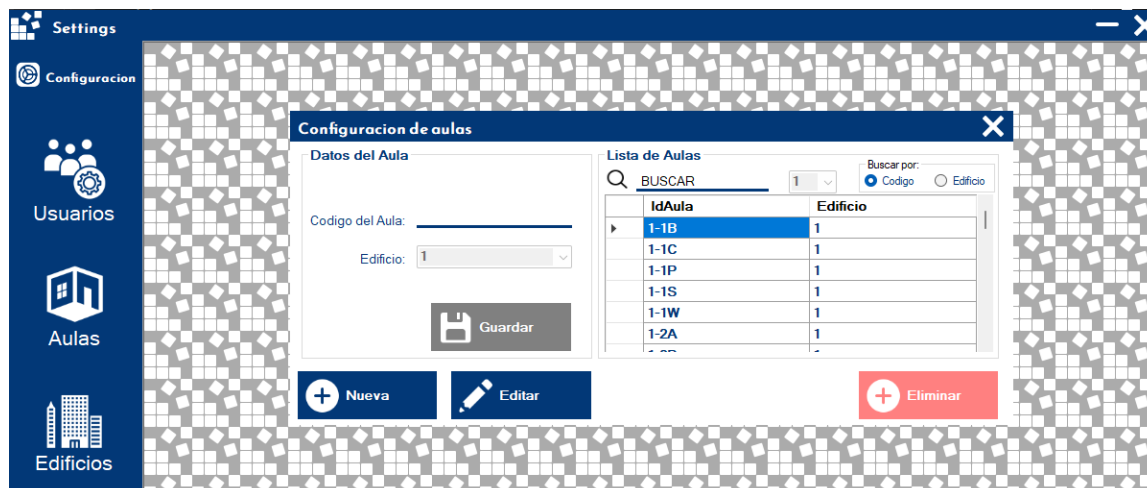 Settings
Configuracion
Usuarios
Aulas
Edificios
Configuracion de aulas
Datos del Aula
Codigo del Aula:
Edificio: 1
Guardar
Lista de Aulas
BUSCAR 1
Buscar por:
Codigo Edificio
IdAula Edificio
1-1B 1
1-1C 1
1-1P 1
1-1S 1
1-1W 1
1-2A 1
Nueva Editar Eliminar